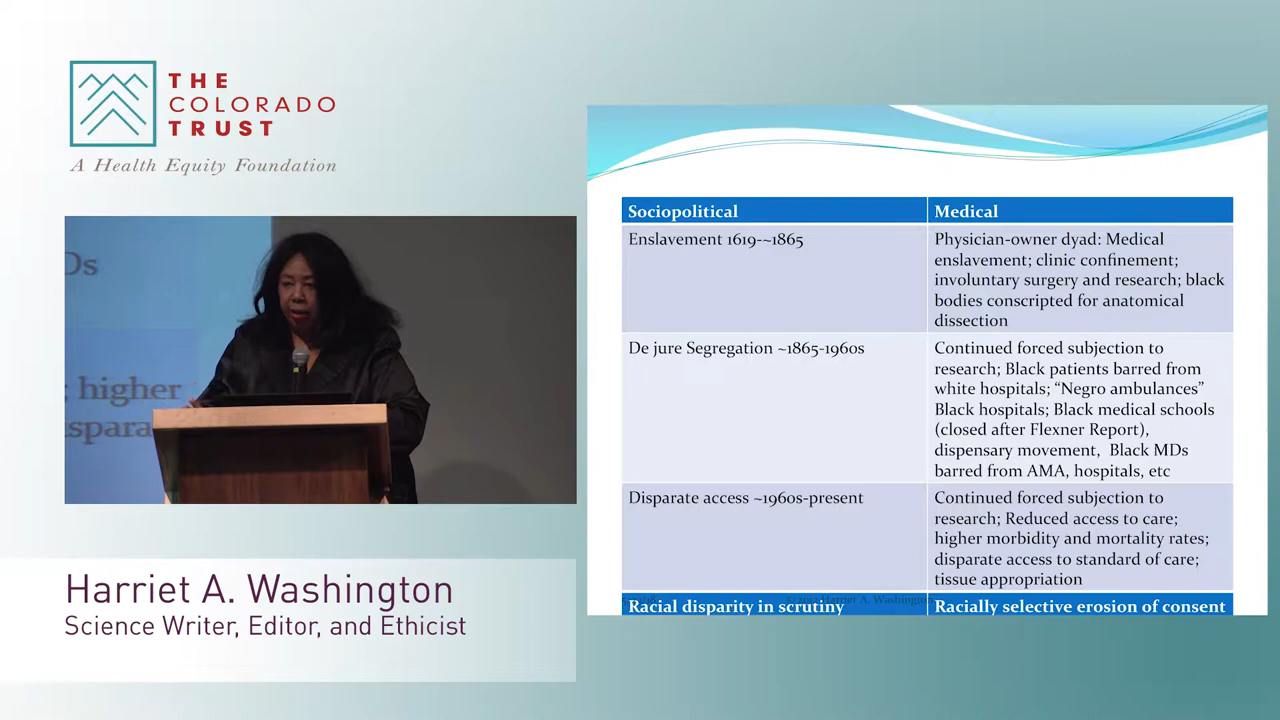 THE
COLORADO
TRUST
A Health Equity Foundation
Ds
; higher
spara
Harriet A. Washington
Science Writer, Editor, and Ethicist
Sociopolitical
Medical
Enslavement 1619-~1865
Physician-owner dyad: Medical
enslavement; clinic confinement;
involuntary surgery and research; black
bodies conscripted for anatomical
dissection
De jure Segregation ~1865-1960s
Continued forced subjection to
research; Black patients barred from
white hospitals; “Negro ambulances”
Black hospitals; Black medical schools
(closed after Flexner Report),
dispensary movement, Black MDs
barred from AMA, hospitals, etc
Disparate access ~1960s-present
Continued forced subjection to
research; Reduced access to care;
higher morbidity and mortality rates;
disparate access to standard of care;
tissue appropriation
Racial disparity in scrutiny
Harriet A. Washington
Racially selective erosion of consent